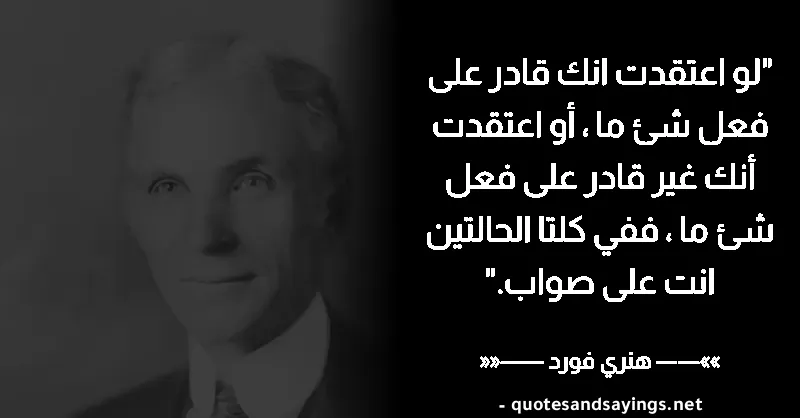 "لو اعتقدت انك قادر على
فعل شئ ما ، أو اعتقدت
أنك غير قادر على فعل
شئ ما ، ففي كلتا الحالتين
انت على صواب."
»»—— هنري فورد ——««
- quotesandsayings.net